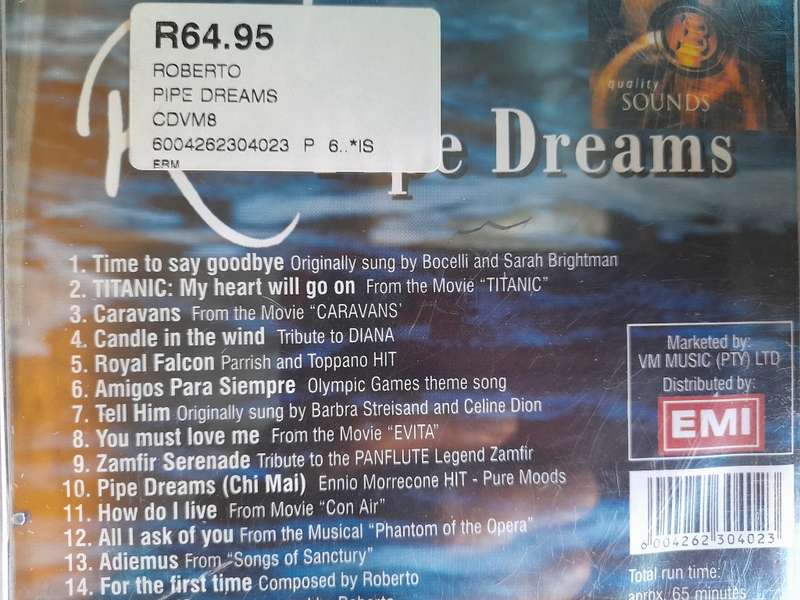 R64.95
ROBERTO
PIPE DREAMS
CDVM8
6004262304023 P 6..*IS
ERM
quality
SOUNDS
Pipe Dreams
1. Time to say goodbye Originally sung by Bocelli and Sarah Brightman
2. TITANIC: My heart will go on From the Movie "TITANIC"
3. Caravans From the Movie "CARAVANS'
4. Candle in the wind Tribute to DIANA
5. Royal Falcon Parrish and Toppano HIT
6. Amigos Para Siempre Olympic Games theme song
7. Tell Him Originally sung by Barbra Streisand and Celine Dion
8. You must love me From the Movie "EVITA"
9. Zamfir Serenade Tribute to the PANFLUTE Legend Zamfir
10. Pipe Dreams (Chi Mai) Ennio Morrecone HIT - Pure Moods
11. How do I live From Movie "Con Air"
12. All I ask of you From the Musical "Phantom of the Opera"
13. Adiemus From "Songs of Sanctury"
14. For the first time Composed by Roberto
by Roberto
Marketed by:
VM MUSIC (PTY) LTD
Distributed by:
EMI
6 004262 304023
Total run time:
aprox. 65 minutes